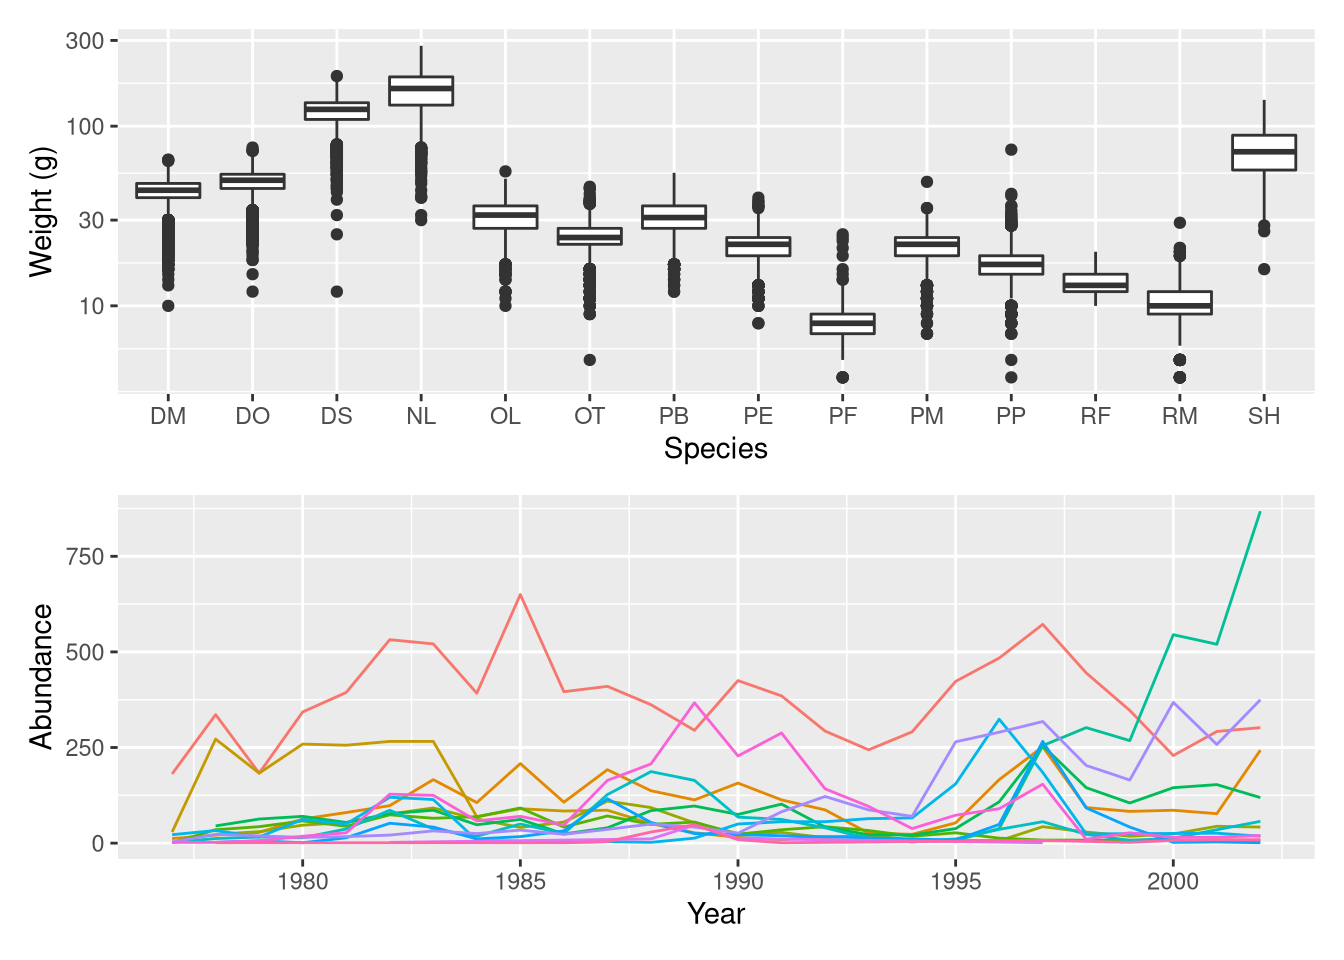 Weight (g)
300
100
30
10
DM DO DS NL OL OT PB PE PF PM PP RF RM SH
Species
Abundance
750
500
250
0
1980 1985 1990 1995 2000
Year